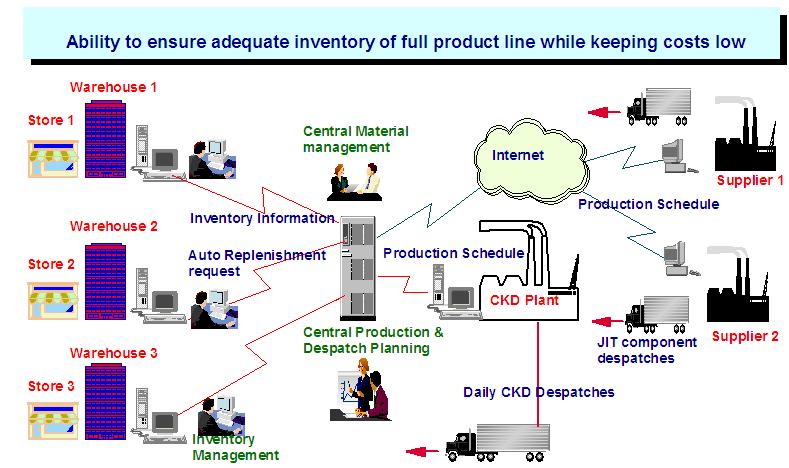 Ability to ensure adequate inventory of full product line while keeping costs low
Warehouse 1
Store 1
Central Material
management
Internet
Supplier 1
Inventory Information
Production Schedule
Warehouse 2
Store 2
Auto Replenishment
request
Production Schedule
CKD Plant
Central Production &
Despatch Planning
JIT component
despatches
Supplier 2
Warehouse 3
Store 3
Daily CKD Despatches
Inventory
Management